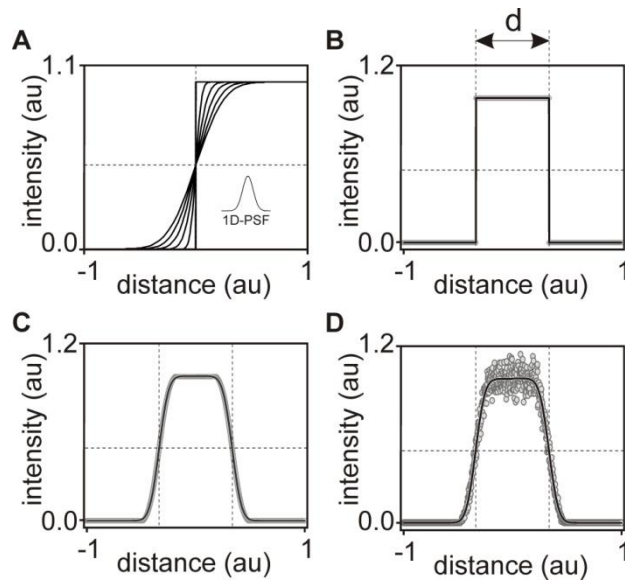 A
1.1
intensity (au)
0.0
1D-PSF
-1
1
distance (au)
B
d
1.2
intensity (au)
0.0
-1
1
distance (au)
C
1.2
intensity (au)
0.0
-1
1
distance (au)
D
1.2
intensity (au)
0.0
-1
1
distance (au)